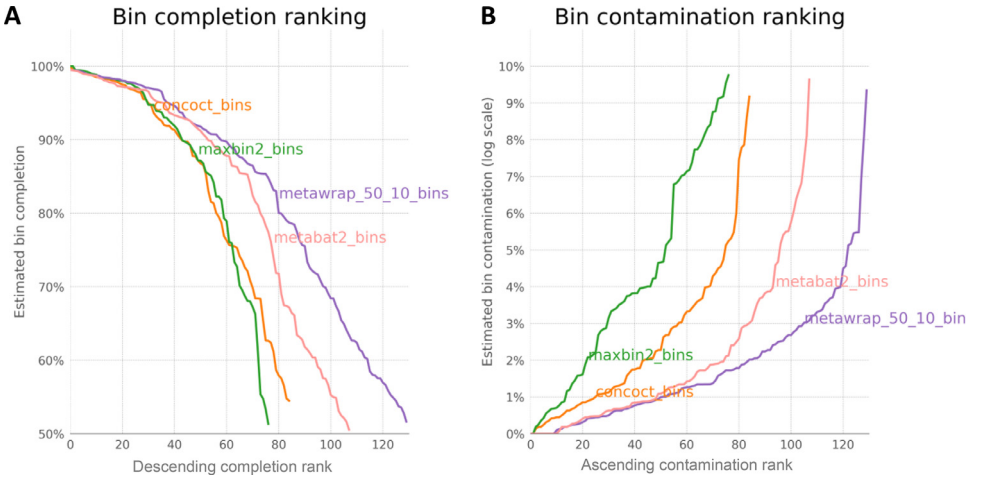 A
Bin completion ranking
100%
90%
80%
70%
60%
50%
Estimated bin completion
0 20 40 60 80 100 120
Descending completion rank
concoct_bins
maxbin2_bins
metawrap_50_10_bins
metabat2_bins
B
Bin contamination ranking
10%
9%
8%
7%
6%
5%
4%
3%
2%
1%
0%
Estimated bin contamination (log scale)
0 20 40 60 80 100 120
Ascending contamination rank
metabat2_bins
metawrap_50_10_bin
maxbin2_bins
concoct_bins